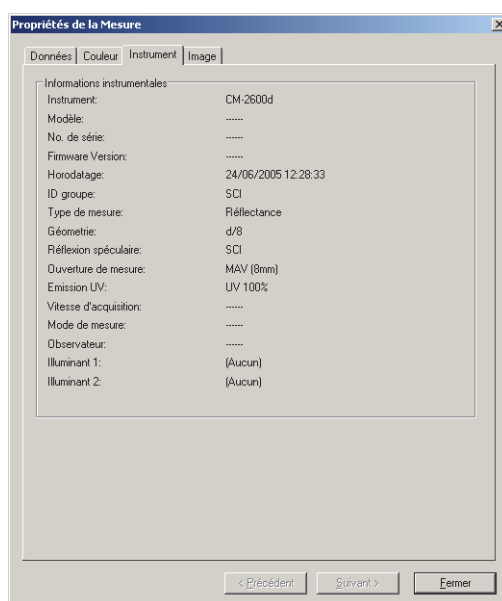 Propriétés de la Mesure
Données Couleur Instrument Image
Informations instrumentales
Instrument: CM-2600d
Modèle: ------
No. de série: ------
Firmware Version: ------
Horodatage: 24/06/2005 12:28:33
ID groupe: SCI
Type de mesure: Réflectance
Géometrie: d/8
Réflexion spéculaire: SCI
Ouverture de mesure: MAV (8mm)
Emission UV: UV 100%
Vitesse d'acquisition: ------
Mode de mesure: ------
Observateur: ------
Illuminant 1: (Aucun)
Illuminant 2: (Aucun)
< Précédent Suivant > Fermer